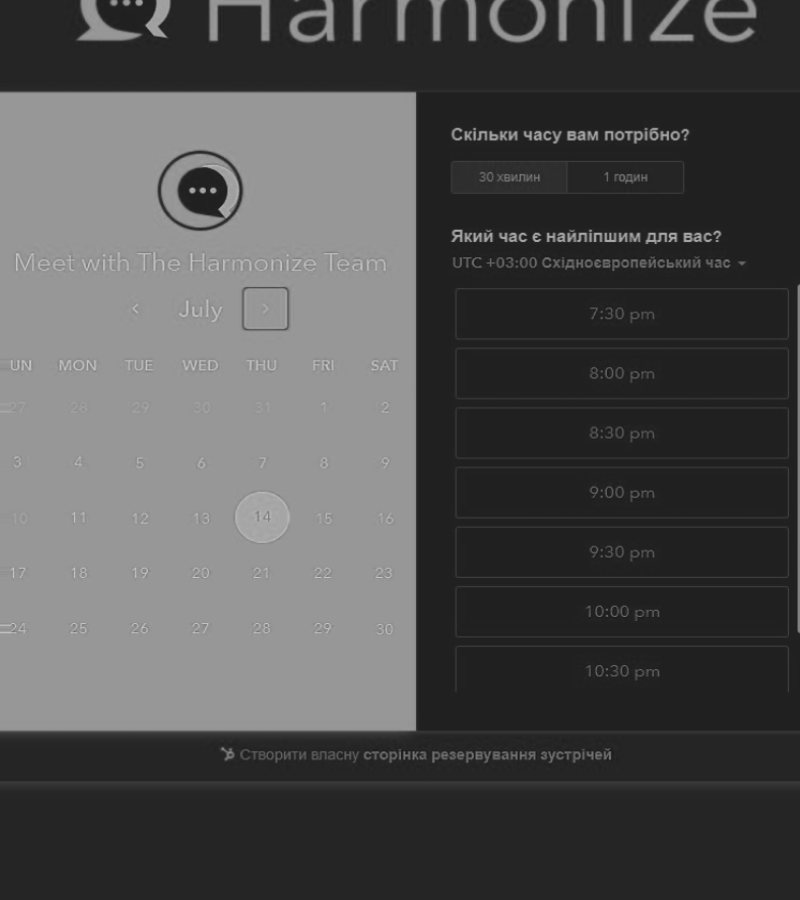 Harmonize
Meet with The Harmonize Team
July
UN MON TUE WED THU FRI SAT
27 28 29 30 31 1 2
3 4 5 6 7 8 9
10 11 12 13 14 15 16
17 18 19 20 21 22 23
24 25 26 27 28 29 30
Скільки часу вам потрібно?
30 хвилин 1 годин
Який час є найліпшим для вас?
UTC +03:00 Східноєвропейський час
7:30 pm
8:00 pm
8:30 pm
9:00 pm
9:30 pm
10:00 pm
10:30 pm
Створити власну сторінка резервування зустрічей